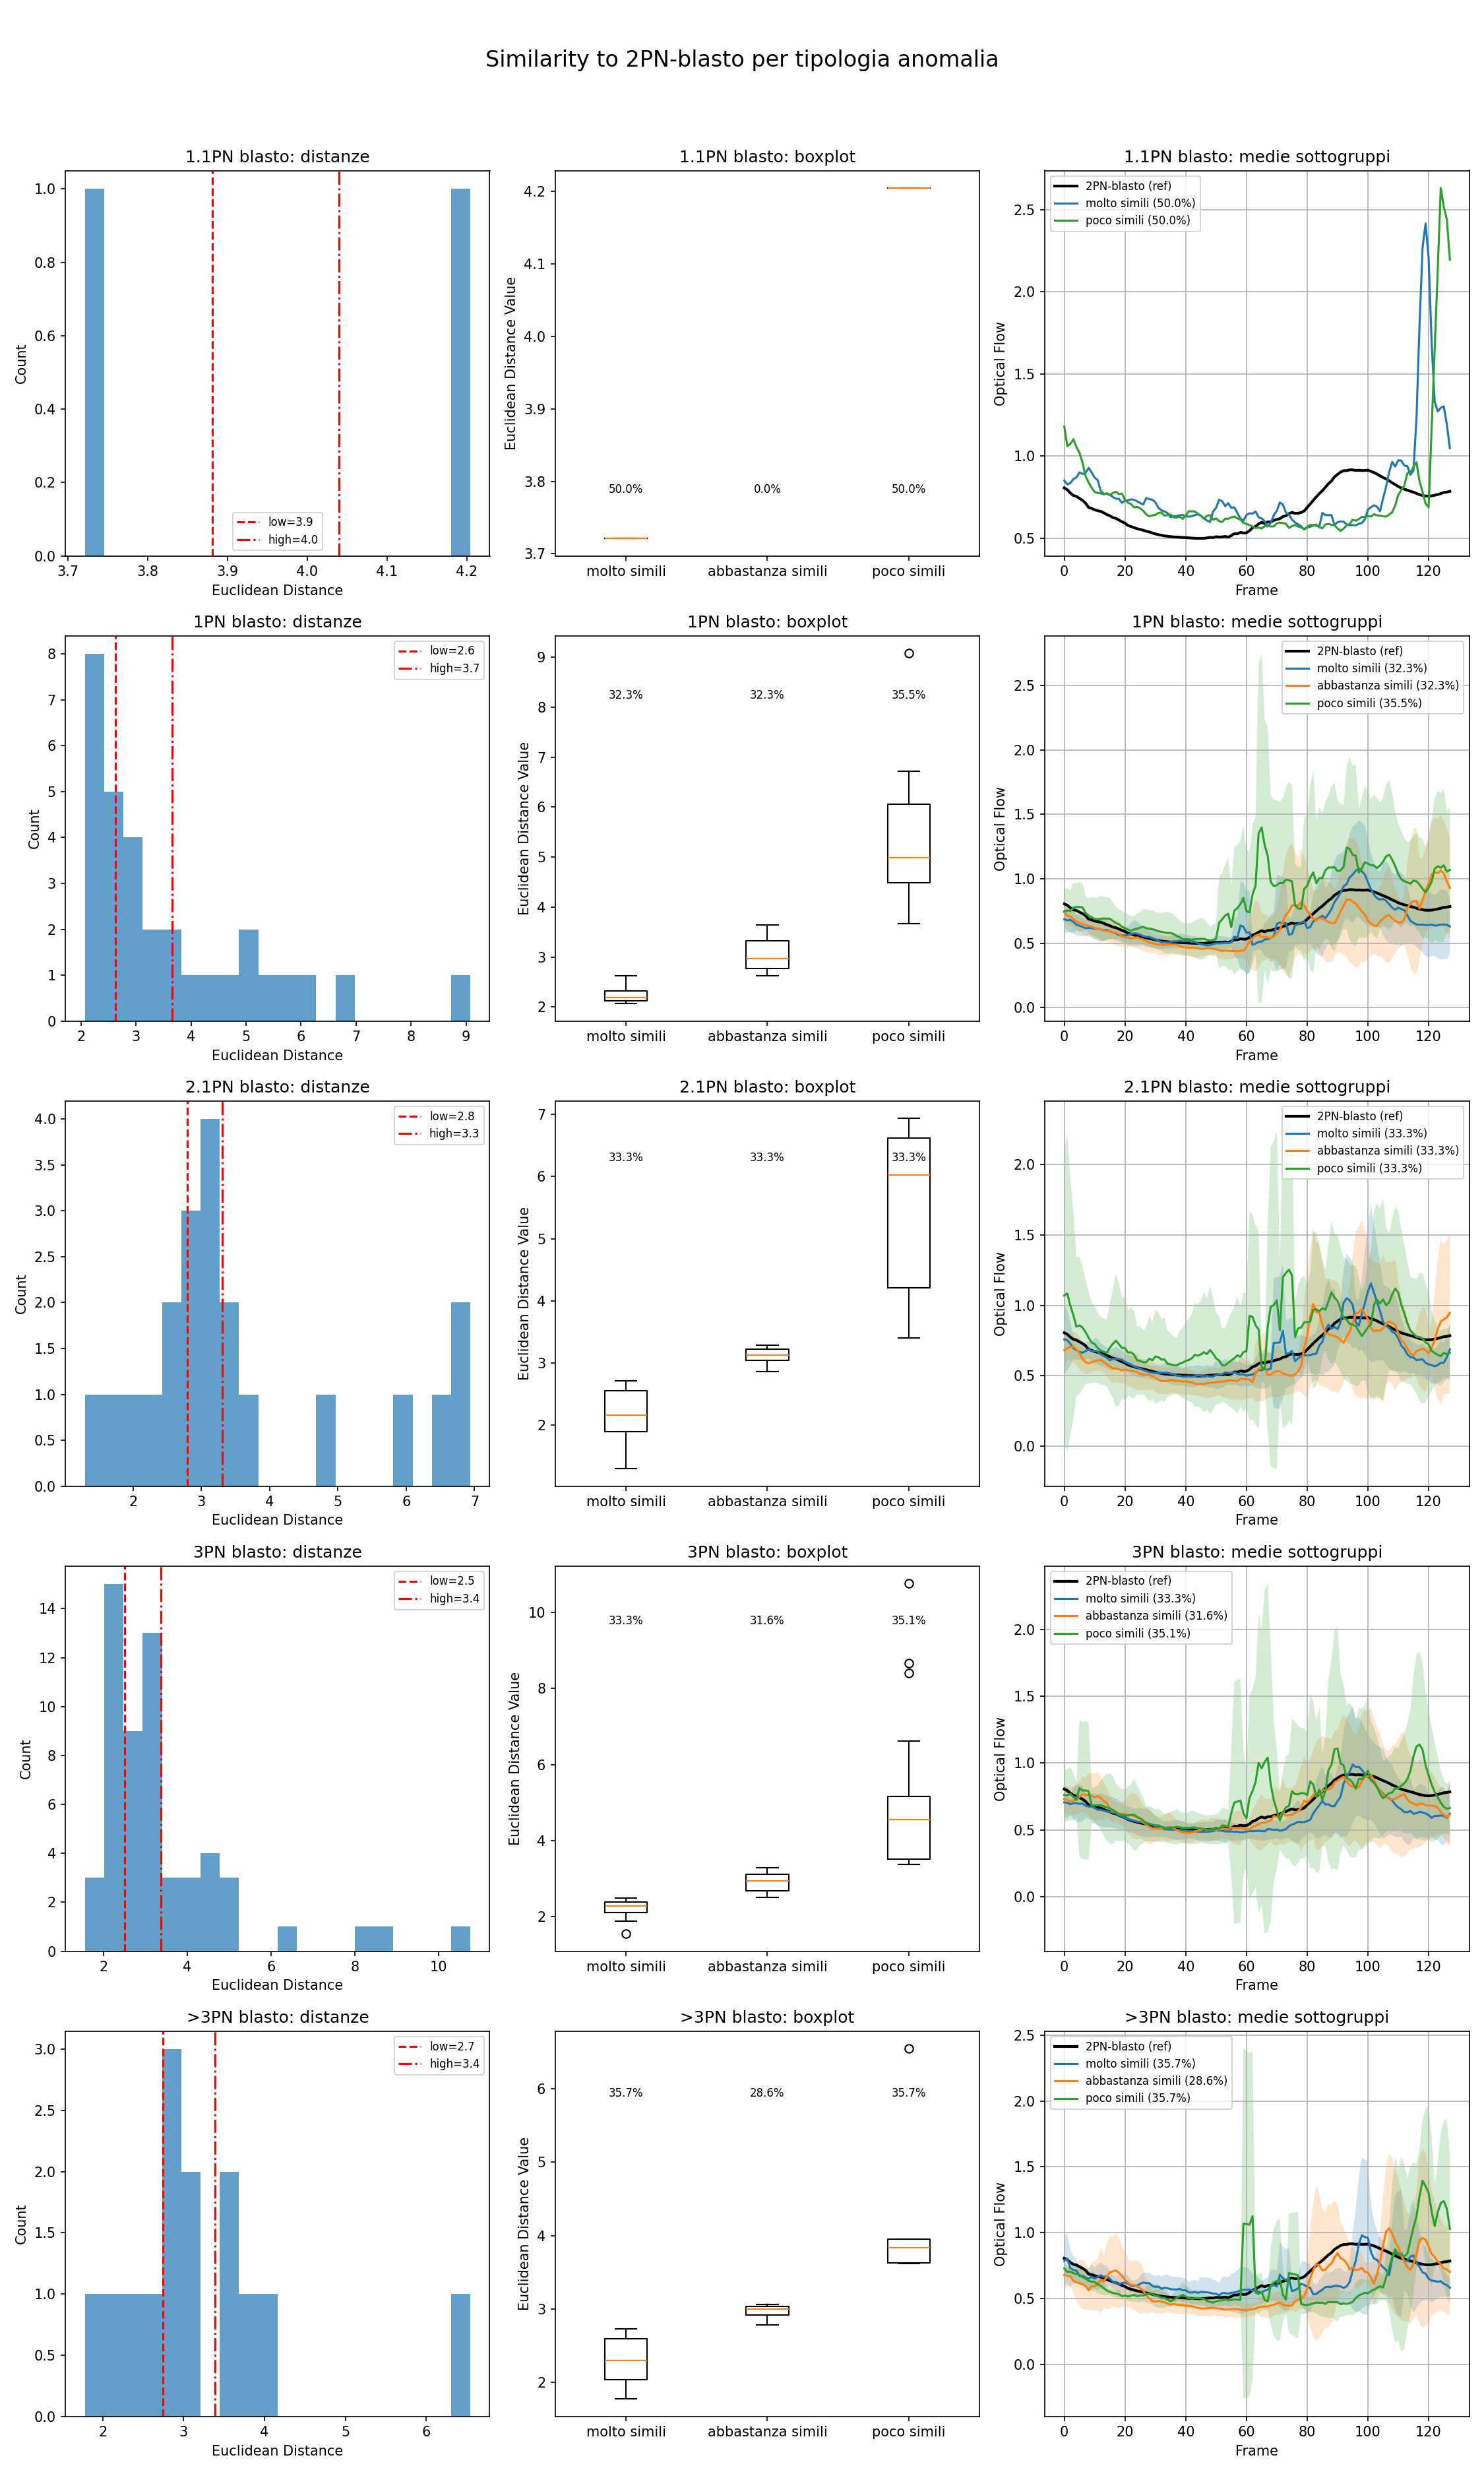 Similarity to 2PN-blasto per tipologia anomalia
1.1PN blasto: distanze
Count
1.0
0.8
0.6
0.4
0.2
0.0
low=3.9
high=4.0
3.7 3.8 3.9 4.0 4.1 4.2
Euclidean Distance
1.1PN blasto: boxplot
Euclidean Distance Value
4.2
4.1
4.0
3.9
3.8
3.7
50.0% 0.0% 50.0%
molto simili abbastanza simili poco simili
1.1PN blasto: medie sottogruppi
Optical Flow
2PN-blasto (ref)
molto simili (50.0%)
poco simili (50.0%)
2.5
2.0
1.5
1.0
0.5
0 20 40 60 80 100 120
Frame
1PN blasto: distanze
Count
low=2.6
high=3.7
8
7
6
5
4
3
2
1
0
2 3 4 5 6 7 8 9
Euclidean Distance
1PN blasto: boxplot
Euclidean Distance Value
9
8
7
6
5
4
3
2
32.3% 32.3% 35.5%
molto simili abbastanza simili poco simili
1PN blasto: medie sottogruppi
Optical Flow
2PN-blasto (ref)
molto simili (32.3%)
abbastanza simili (32.3%)
poco simili (35.5%)
2.5
2.0
1.5
1.0
0.5
0.0
0 20 40 60 80 100 120
Frame
2.1PN blasto: distanze
Count
low=2.8
high=3.3
4.0
3.5
3.0
2.5
2.0
1.5
1.0
0.5
0.0
2 3 4 5 6 7
Euclidean Distance
2.1PN blasto: boxplot
Euclidean Distance Value
7
6
5
4
3
2
33.3% 33.3% 33.3%
molto simili abbastanza simili poco simili
2.1PN blasto: medie sottogruppi
Optical Flow
2PN-blasto (ref)
molto simili (33.3%)
abbastanza simili (33.3%)
poco simili (33.3%)
2.0
1.5
1.0
0.5
0.0
0 20 40 60 80 100 120
Frame
3PN blasto: distanze
Count
low=2.5
high=3.4
14
12
10
8
6
4
2
0
2 4 6 8 10
Euclidean Distance
3PN blasto: boxplot
Euclidean Distance Value
10
8
6
4
2
33.3% 31.6% 35.1%
molto simili abbastanza simili poco simili
3PN blasto: medie sottogruppi
Optical Flow
2PN-blasto (ref)
molto simili (33.3%)
abbastanza simili (31.6%)
poco simili (35.1%)
2.0
1.5
1.0
0.5
0.0
0 20 40 60 80 100 120
Frame
>3PN blasto: distanze
Count
low=2.7
high=3.4
3.0
2.5
2.0
1.5
1.0
0.5
0.0
2 3 4 5 6
Euclidean Distance
>3PN blasto: boxplot
Euclidean Distance Value
6
5
4
3
2
35.7% 28.6% 35.7%
molto simili abbastanza simili poco simili
>3PN blasto: medie sottogruppi
Optical Flow
2PN-blasto (ref)
molto simili (35.7%)
abbastanza simili (28.6%)
poco simili (35.7%)
2.5
2.0
1.5
1.0
0.5
0.0
0 20 40 60 80 100 120
Frame